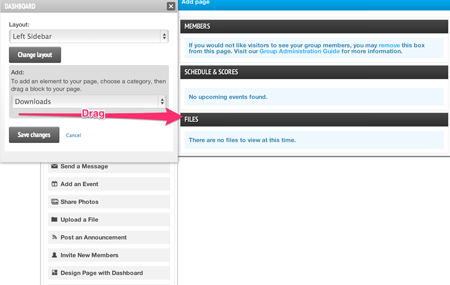 DASHBOARD
Layout:
Left Sidebar
Change layout
Add:
To add an element to your page, choose a category, then
drag a block to your page.
Downloads
Drag
Save changes
Cancel
Send a Message
Add an Event
Share Photos
Upload a File
Post an Announcement
Invite New Members
Design Page with Dashboard
Add page
MEMBERS
If you would not like visitors to see your group members, you may remove this box
from this page. Visit our Group Administration Guide for more information.
SCHEDULE & SCORES
No upcoming events found.
FILES
There are no files to view at this time.